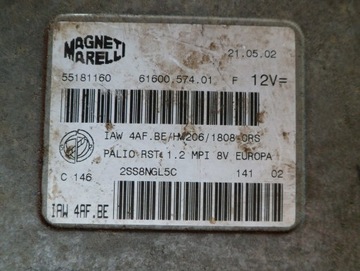 MAGNETI
MARELLI
21.05.02
55181160 61600.574.01 F 12V=
IAW 4AF.BE/HW206/1808-CRS
PALIO RST 1.2 MPI 8V EUROPA
C 146 2SS8NGL5C 141 02
IAW 4AF.BE